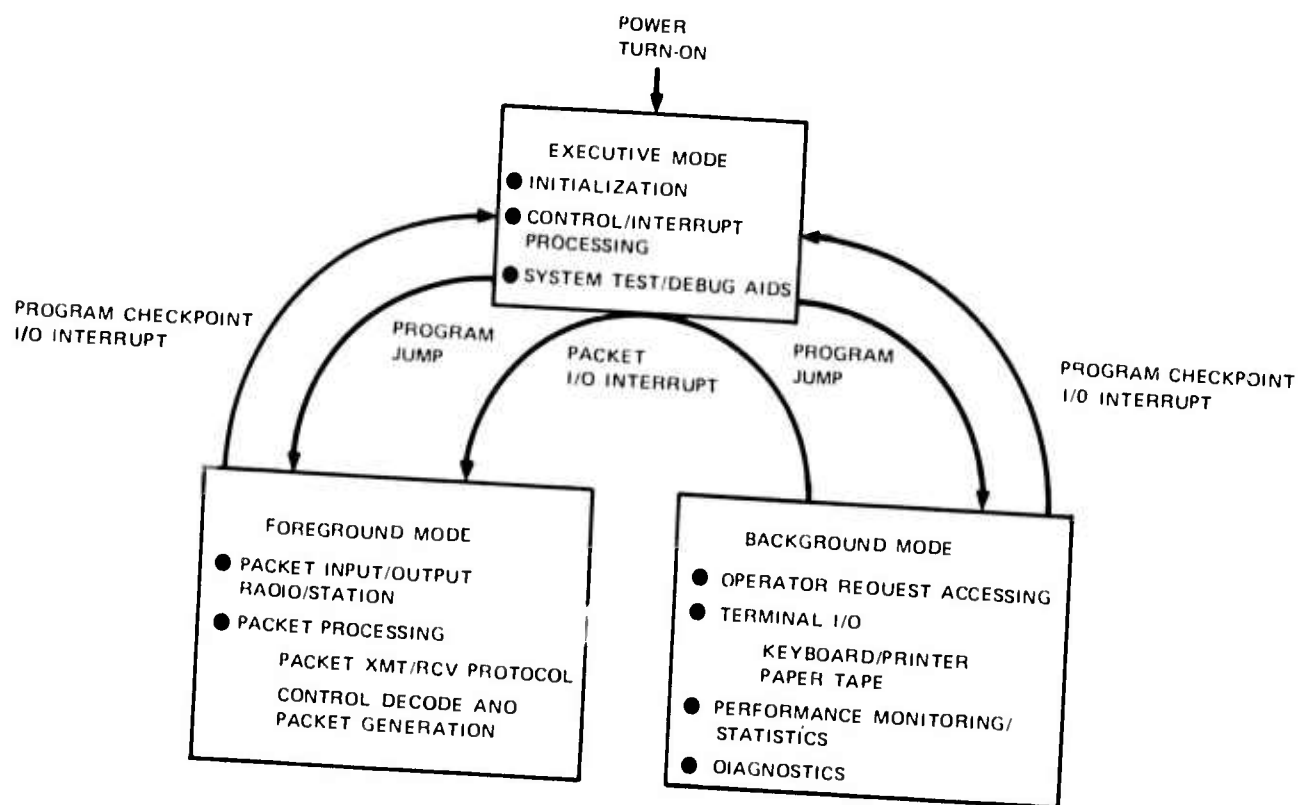 POWER
TURN-ON
EXECUTIVE MODE
● INITIALIZATION
● CONTROL/INTERRUPT
PROCESSING
● SYSTEM TEST/DEBUG AIDS
PROGRAM CHECKPOINT
I/O INTERRUPT
PROGRAM
JUMP
PACKET
I/O INTERRUPT
PROGRAM
JUMP
PROGRAM CHECKPOINT
I/O INTERRUPT
FOREGROUND MODE
● PACKET INPUT/OUTPUT
RADIO/STATION
● PACKET PROCESSING
PACKET XMT/RCV PROTOCOL
CONTROL DECODE AND
PACKET GENERATION
BACKGROUND MODE
● OPERATOR REQUEST ACCESSING
● TERMINAL I/O
KEYBOARD/PRINTER
PAPER TAPE
● PERFORMANCE MONITORING/
STATISTICS
● DIAGNOSTICS